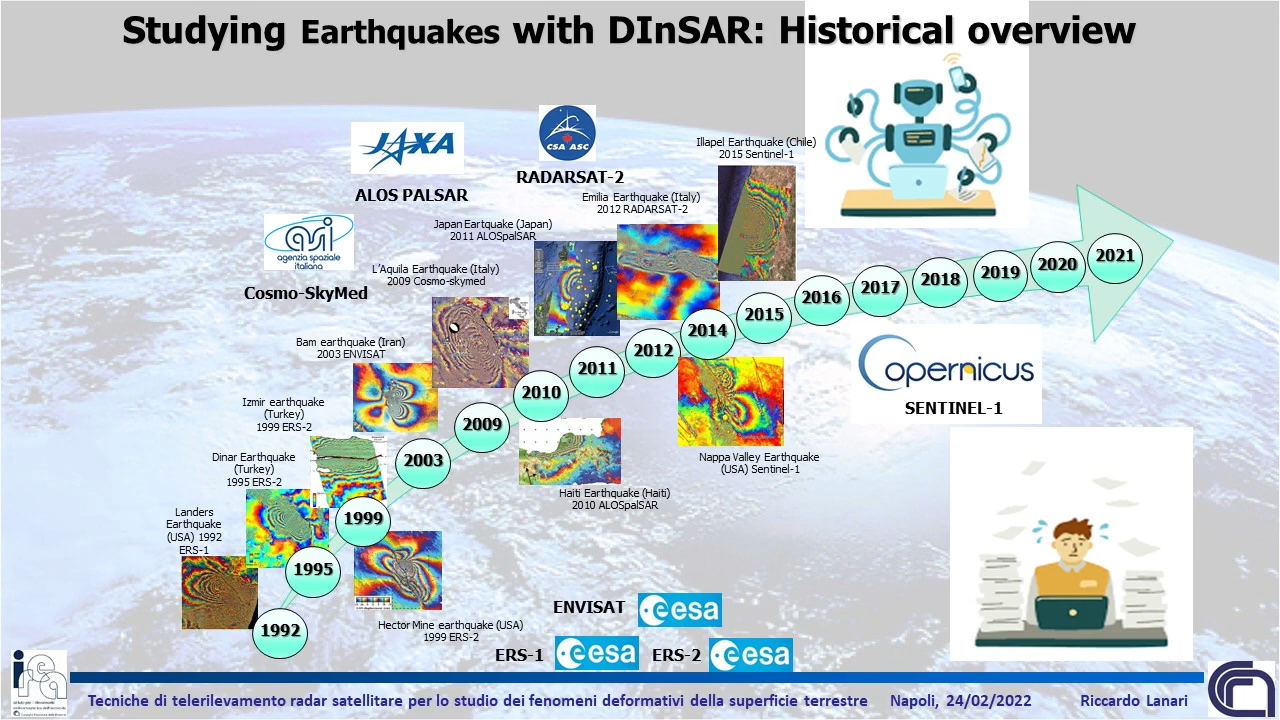 Studying Earthquakes with DInSAR: Historical overview
JAXA
ALOS PALSAR
CSA ASC
RADARSAT-2
asi
agenzia spaziale
italiana
Cosmo-SkyMed
Illapel Earthquake (Chile)
2015 Sentinel-1
Emilia Earthquake (Italy)
2012 RADARSAT-2
Japan Eartquake (Japan)
2011 ALOSpalSAR
L'Aquila Earthquake (Italy)
2009 Cosmo-skymed
Bam earthquake (Iran)
2003 ENVISAT
Izmir earthquake
(Turkey)
1999 ERS-2
Dinar Earthquake
(Turkey)
1995 ERS-2
Landers
Earthquake
(USA) 1992
ERS-1
1992
1995
1999
2003
2009
2010
2011
2012
2014
2015
2016
2017
2018
2019
2020
2021
Hector Mine earthquake (USA)
1999 ERS-2
Haiti Earthquake (Haiti)
2010 ALOSpalSAR
Nappa Valley Earthquake
(USA) Sentinel-1
Copernicus
SENTINEL-1
ENVISAT
esa
ERS-1
esa
ERS-2
esa
irea
Tecniche di telerilevamento radar satellitare per lo studio dei fenomeni deformativi della superficie terrestre Napoli, 24/02/2022 Riccardo Lanari